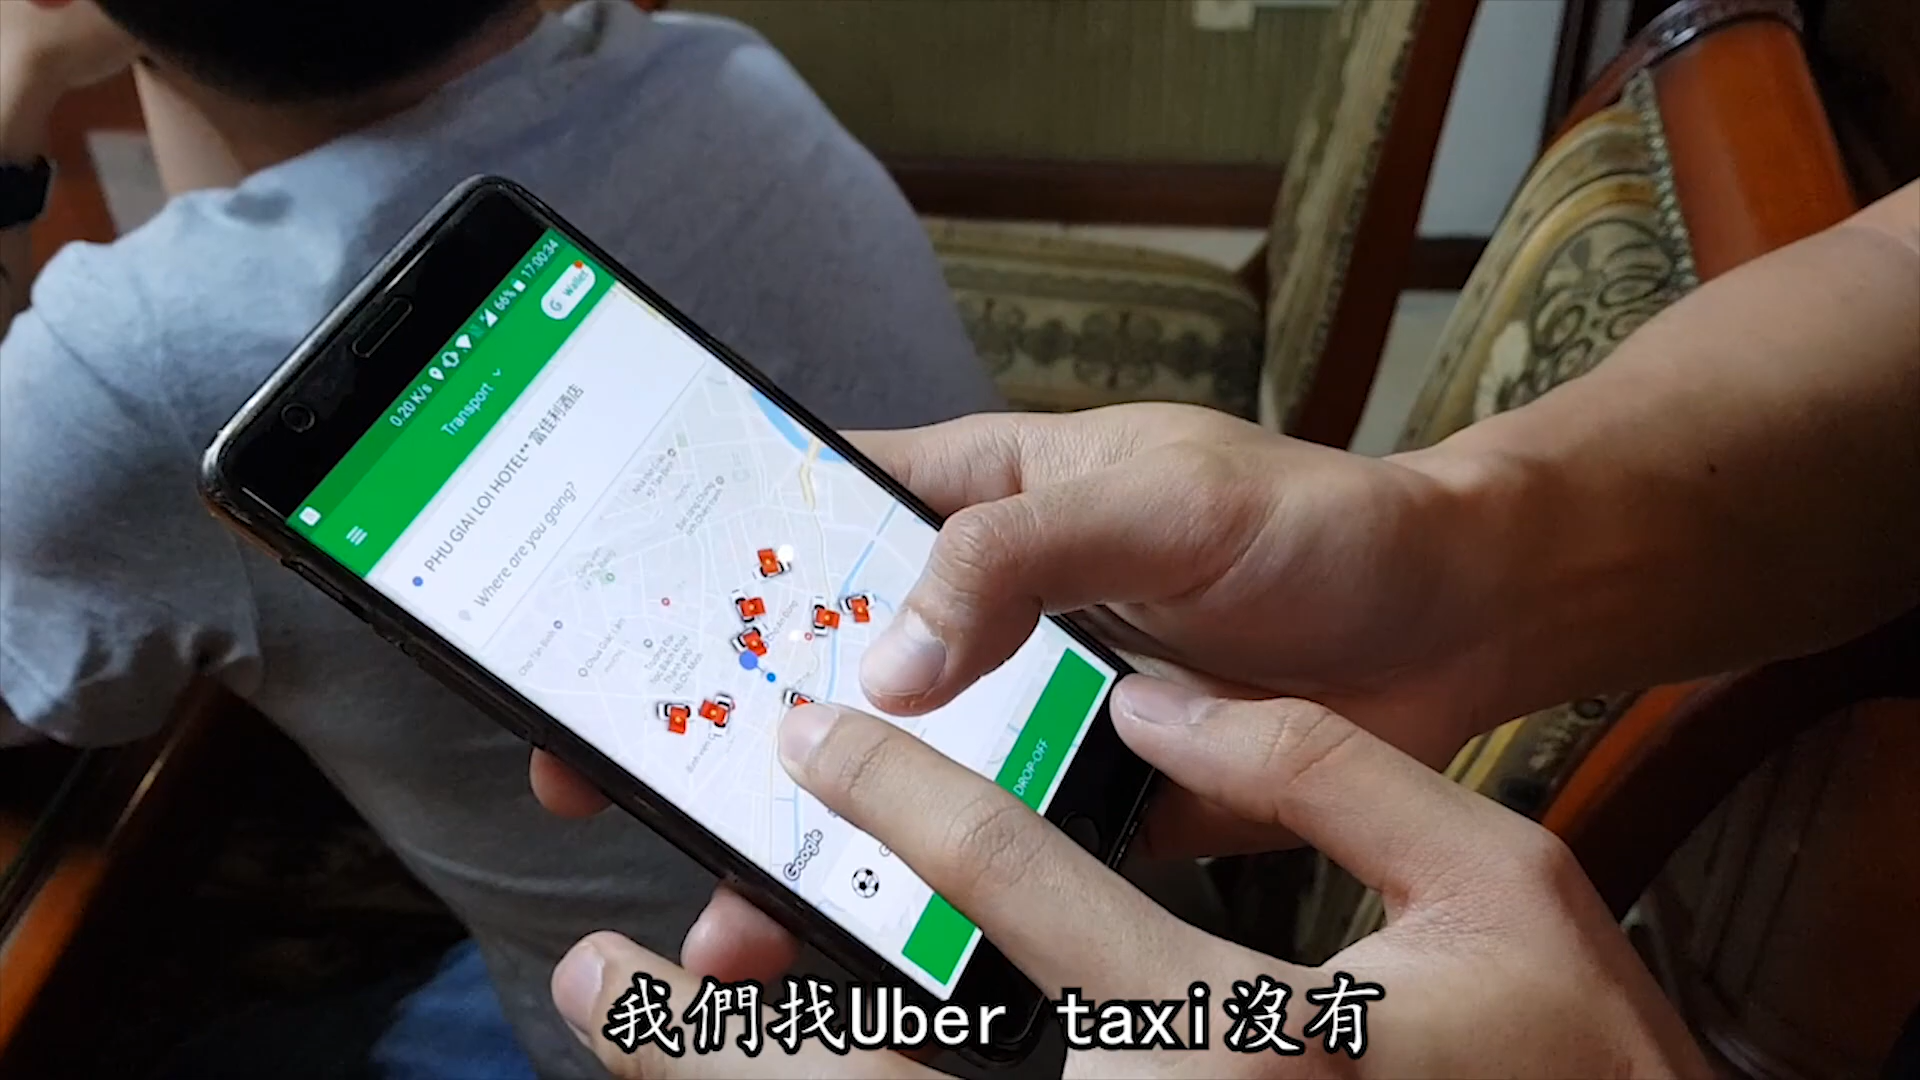 0.20 K/s 66% 17:00:34
Transport
G Wallet
PHU GIAI LOI HOTEL** 富佳利酒店
Where are you going?
Google
DROP-OFF
我們找Uber taxi沒有